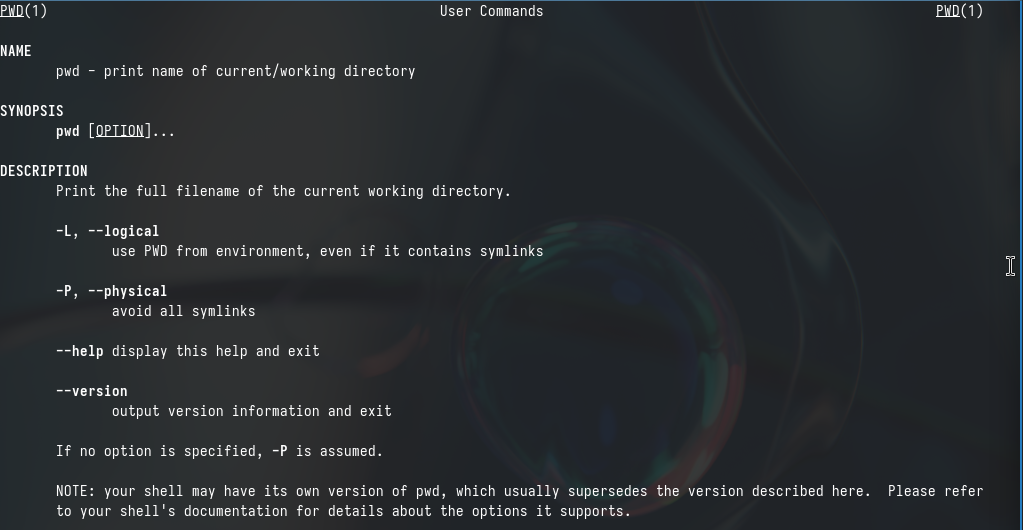 PWD(1) User Commands PWD(1)
NAME
pwd - print name of current/working directory
SYNOPSIS
pwd [OPTION]...
DESCRIPTION
Print the full filename of the current working directory.
-L, --logical
use PWD from environment, even if it contains symlinks
-P, --physical
avoid all symlinks
--help display this help and exit
--version
output version information and exit
If no option is specified, -P is assumed.
NOTE: your shell may have its own version of pwd, which usually supersedes the version described here.  Please refer
to your shell's documentation for details about the options it supports.